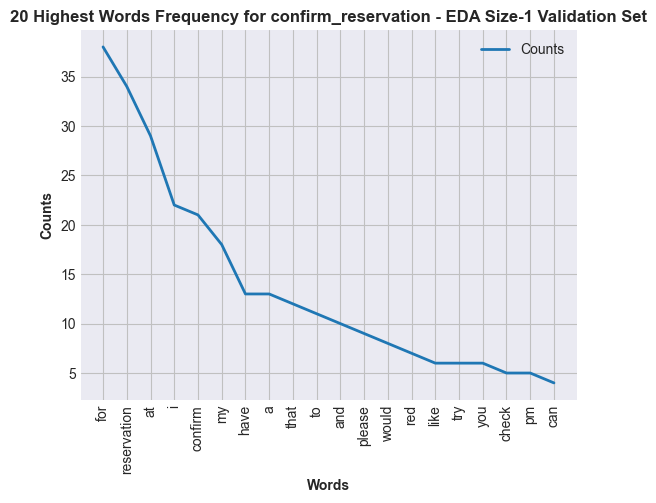 20 Highest Words Frequency for confirm_reservation - EDA Size-1 Validation Set
Counts
35
30
25
20
15
10
5
Counts
for
reservation
at
i
confirm
my
have
a
that
to
and
please
would
red
like
try
you
check
pm
can
Words